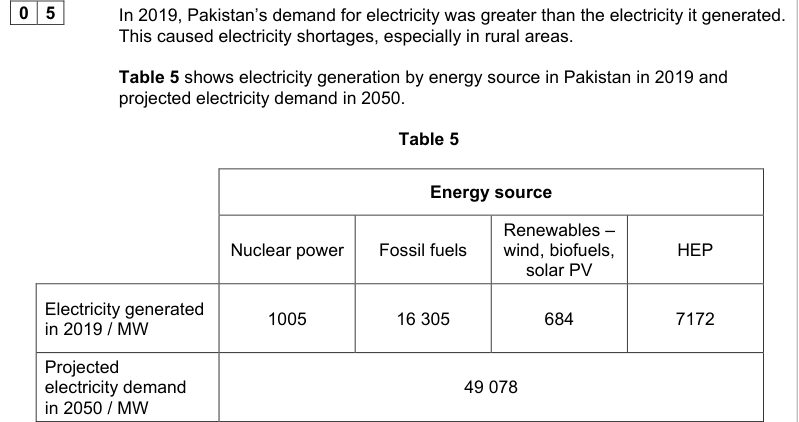 0 5
In 2019, Pakistan’s demand for electricity was greater than the electricity it generated.
This caused electricity shortages, especially in rural areas.
Table 5 shows electricity generation by energy source in Pakistan in 2019 and
projected electricity demand in 2050.
Table 5
Energy source
Nuclear power
Fossil fuels
Renewables –
wind, biofuels,
solar PV
HEP
Electricity generated
in 2019 / MW
1005
16 305
684
7172
Projected
electricity demand
in 2050 / MW
49 078